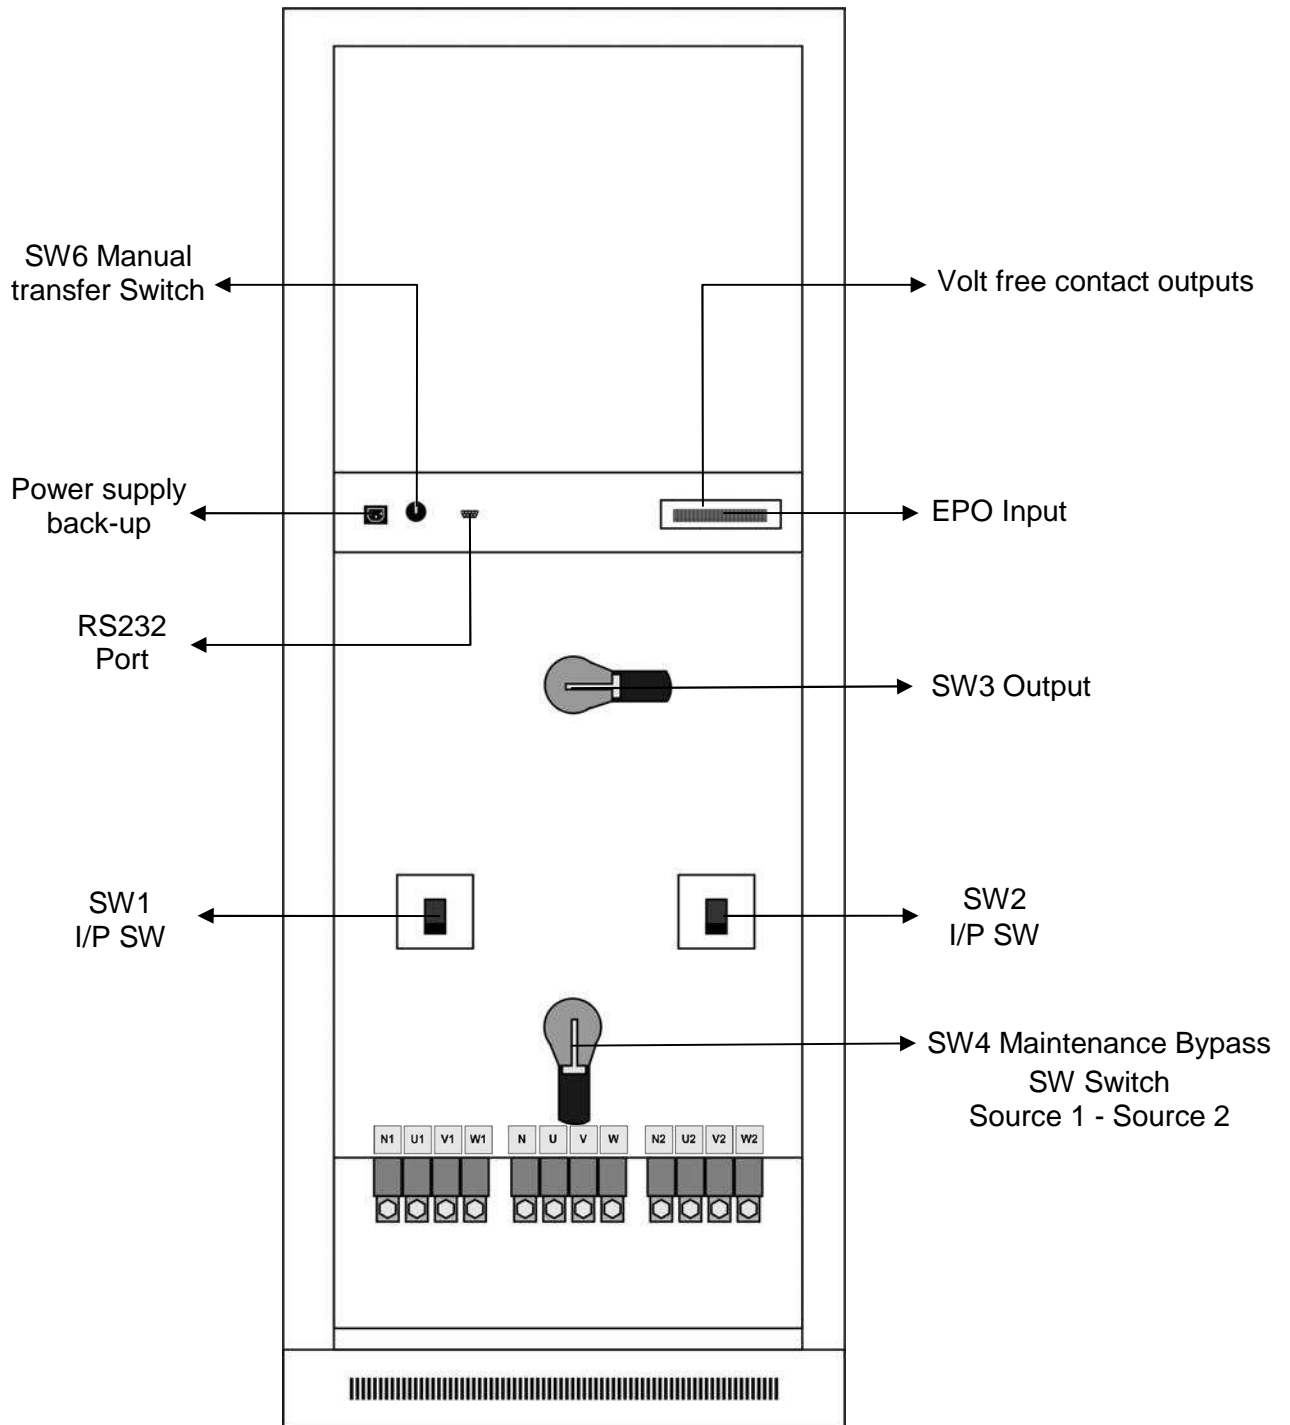 SW6 Manual
transfer Switch
Volt free contact outputs
Power supply
back-up
EPO Input
RS232
Port
SW3 Output
SW1
I/P SW
SW2
I/P SW
SW4 Maintenance Bypass
SW Switch
Source 1 - Source 2
N1 U1 V1 W1 N U V W N2 U2 V2 W2